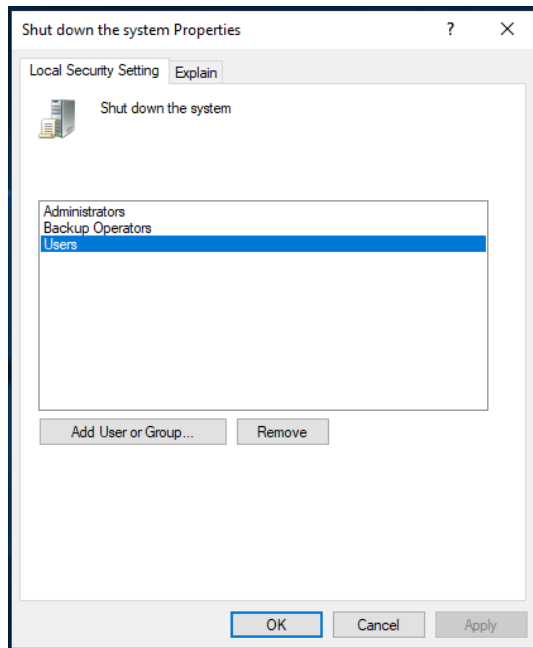 Shut down the system Properties
?
Local Security Setting
Explain
Shut down the system
Administrators
Backup Operators
Users
Add User or Group...
Remove
OK
Cancel
Apply